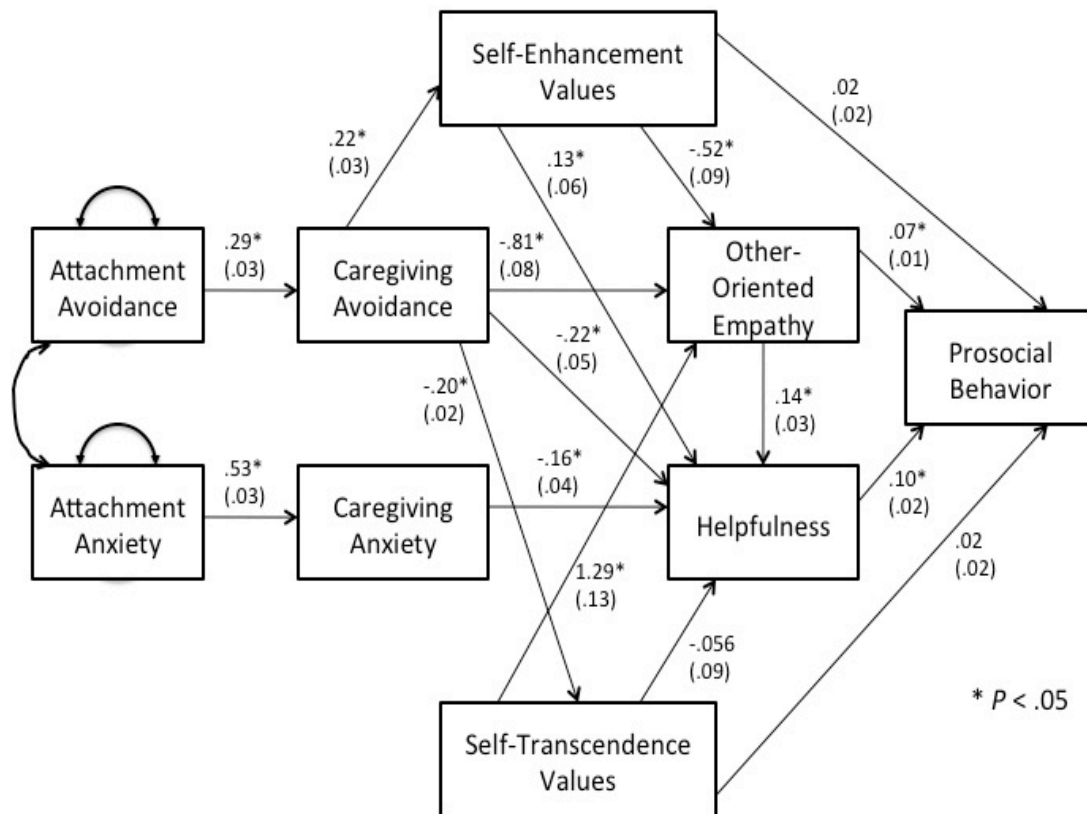 Self-Enhancement
Values
.02
(.02)
.22*
(.03)
.13*
(.06)
-.52*
(.09)
Attachment
Avoidance
.29*
(.03)
Caregiving
Avoidance
-.81*
(.08)
Other-
Oriented
Empathy
.07*
(.01)
-.22*
(.05)
Prosocial
Behavior
-.20*
(.02)
.14*
(.03)
Attachment
Anxiety
.53*
(.03)
Caregiving
Anxiety
-.16*
(.04)
Helpfulness
.10*
(.02)
.02
(.02)
1.29*
(.13)
-.056
(.09)
Self-Transcendence
Values
* P < .05